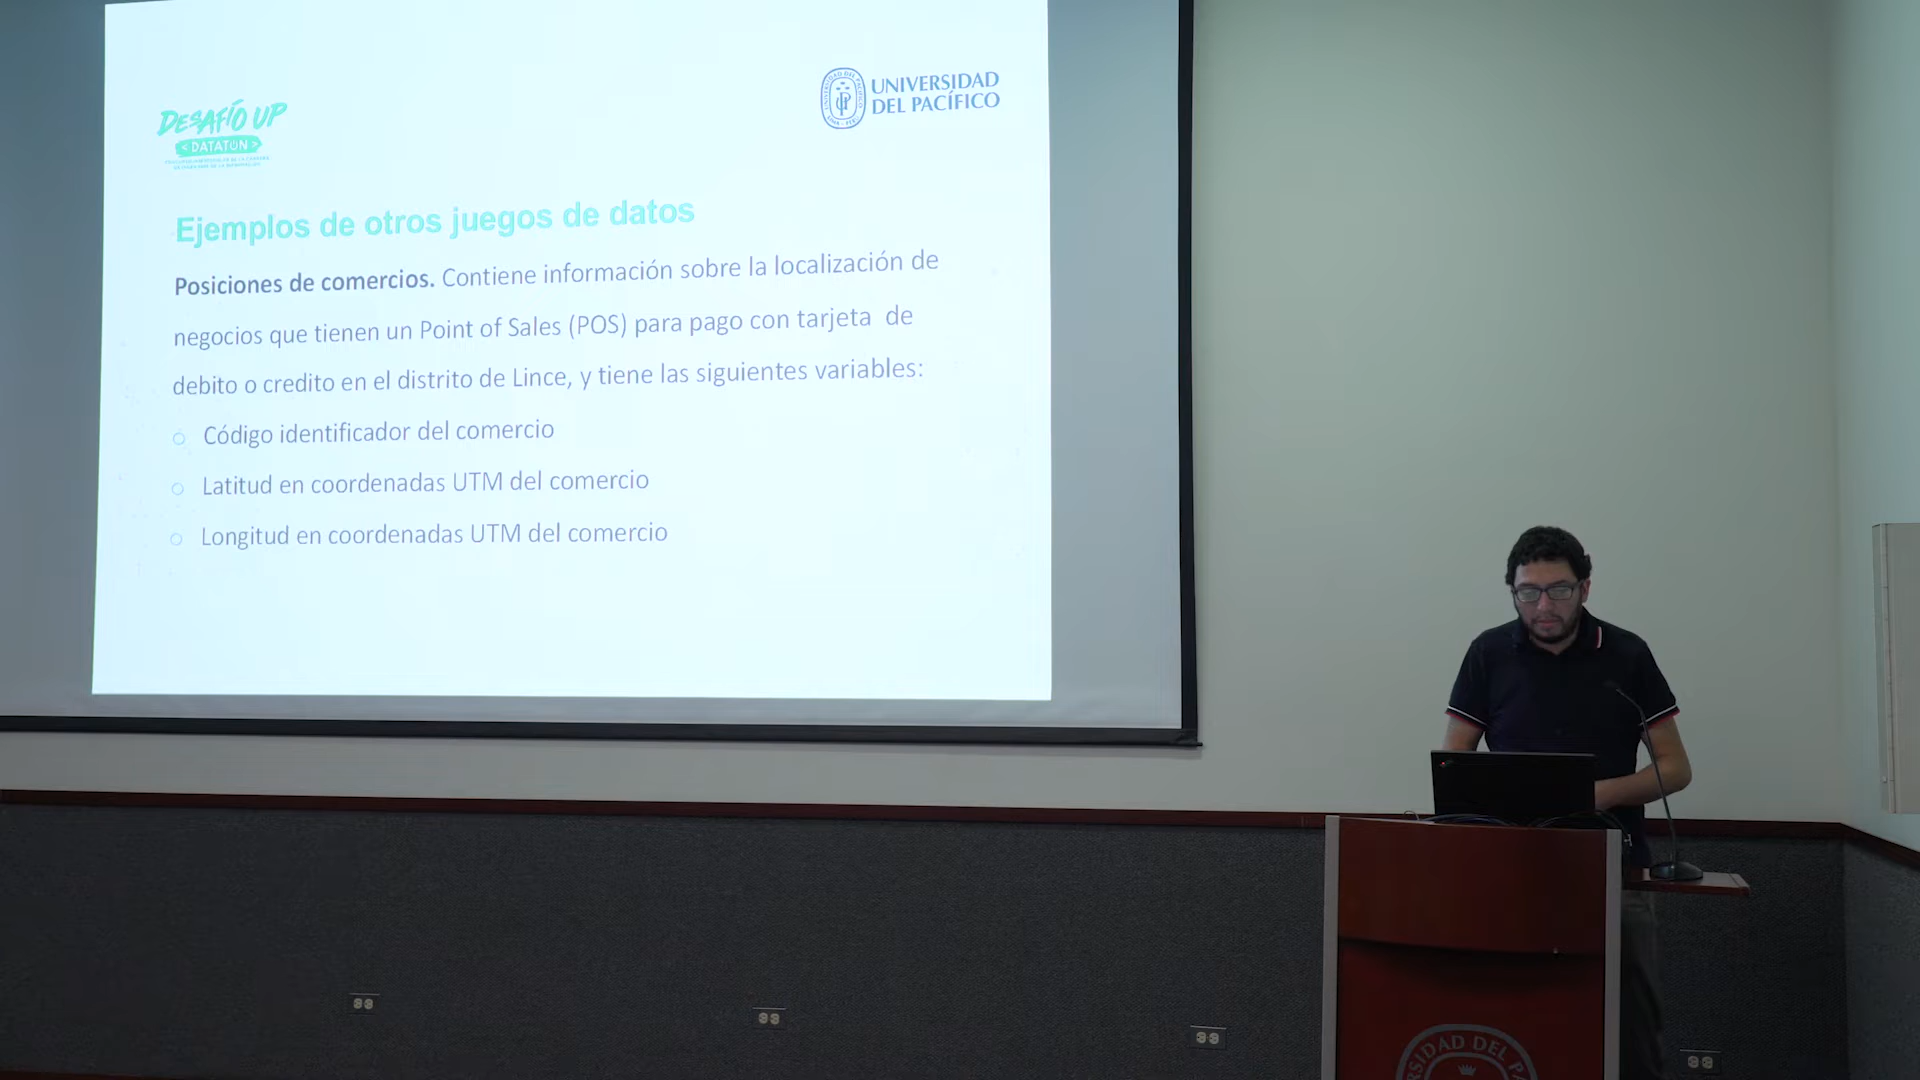 DESAFÍO UP
<DATATÓN>
UNIVERSIDAD
DEL PACÍFICO
Ejemplos de otros juegos de datos
Posiciones de comercios. Contiene información sobre la localización de
negocios que tienen un Point of Sales (POS) para pago con tarjeta de
debito o credito en el distrito de Lince, y tiene las siguientes variables:
Código identificador del comercio
Latitud en coordenadas UTM del comercio
Longitud en coordenadas UTM del comercio